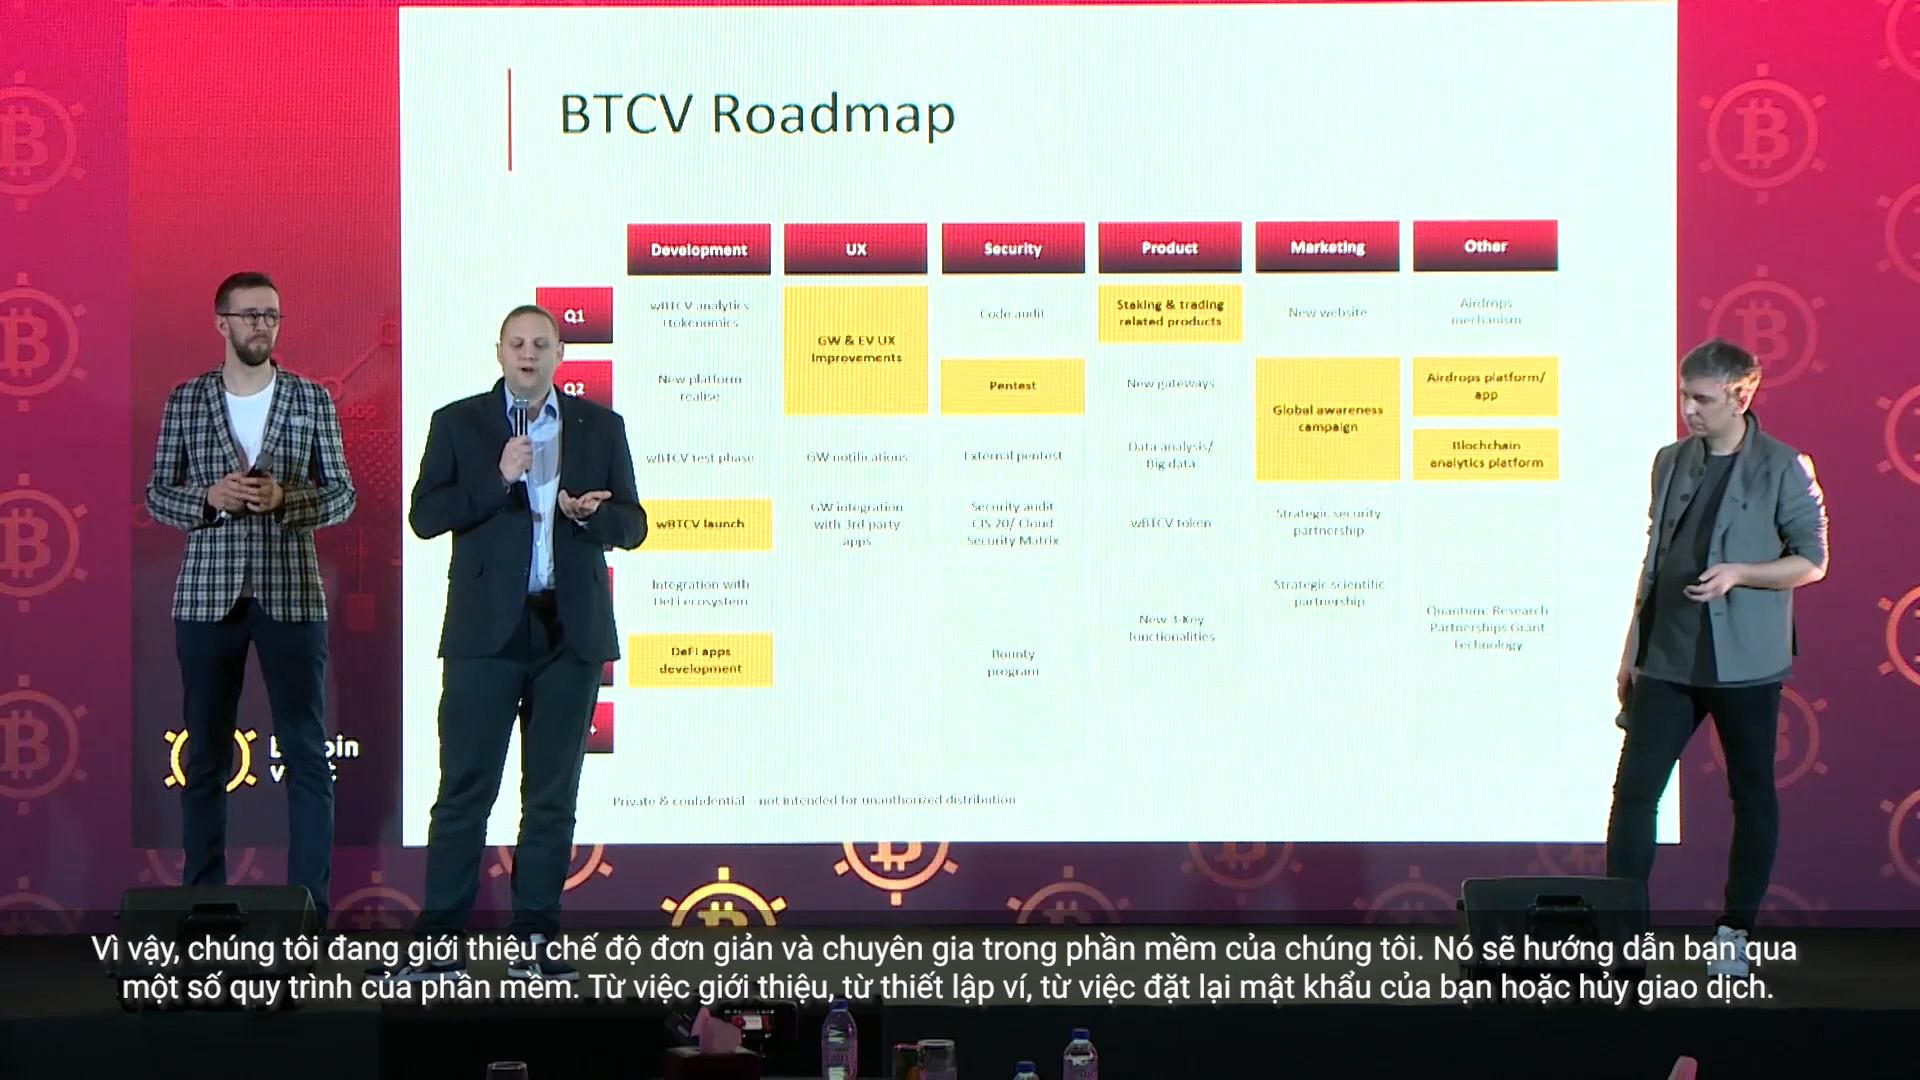 BTCV Roadmap
Development
UX
Security
Product
Marketing
Other
Q1
wBTCV analytics
tokenomics
GW & EV UX
Improvements
Code audit
Staking & trading
related products
New website
Airdrops
mechanism
Q2
New platform
realise
Pentest
New gateways
Global awareness
campaign
Airdrops platform/
app
wBTCV test phase
GW notifications
External pentest
Data analysis/
Big data
Blochchain
analytics platform
wBTCV launch
GW integration
with 3rd party
apps
Security audit
CIS 20/ Cloud
Security Matrix
wBTCV token
Strategic security
partnership
Integration with
DeFi ecosystem
New 3-Key
functionalities
Strategic scientific
partnership
Quantum: Research
Partnerships Grant
Technology
DeFi apps
development
Bounty
program
Private & confidential – not intended for unauthorized distribution
Vì vậy, chúng tôi đang giới thiệu chế độ đơn giản và chuyên gia trong phần mềm của chúng tôi. Nó sẽ hướng dẫn bạn qua
một số quy trình của phần mềm. Từ việc giới thiệu, từ thiết lập ví, từ việc đặt lại mật khẩu của bạn hoặc hủy giao dịch.